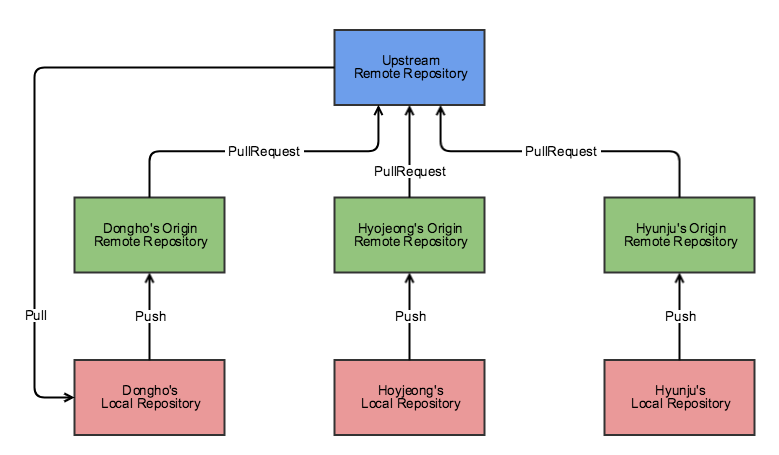 Upstream
Remote Repository
PullRequest
PullRequest
PullRequest
Dongho's Origin
Remote Repository
Hyojeong's Origin
Remote Repository
Hyunju's Origin
Remote Repository
Pull
Push
Push
Push
Dongho's
Local Repository
Hoyjeong's
Local Repository
Hyunju's
Local Repository